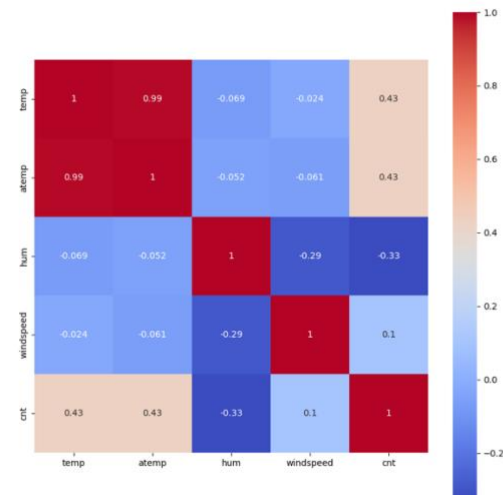 1.0
temp 1 0.99 -0.069 -0.024 0.43
0.8
atemp 0.99 1 -0.052 -0.061 0.43
0.6
0.4
hum -0.069 -0.052 1 -0.29 -0.33
0.2
windspeed -0.024 -0.061 -0.29 1 0.1
0.0
cnt 0.43 0.43 -0.33 0.1 1
-0.2
temp atemp hum windspeed cnt